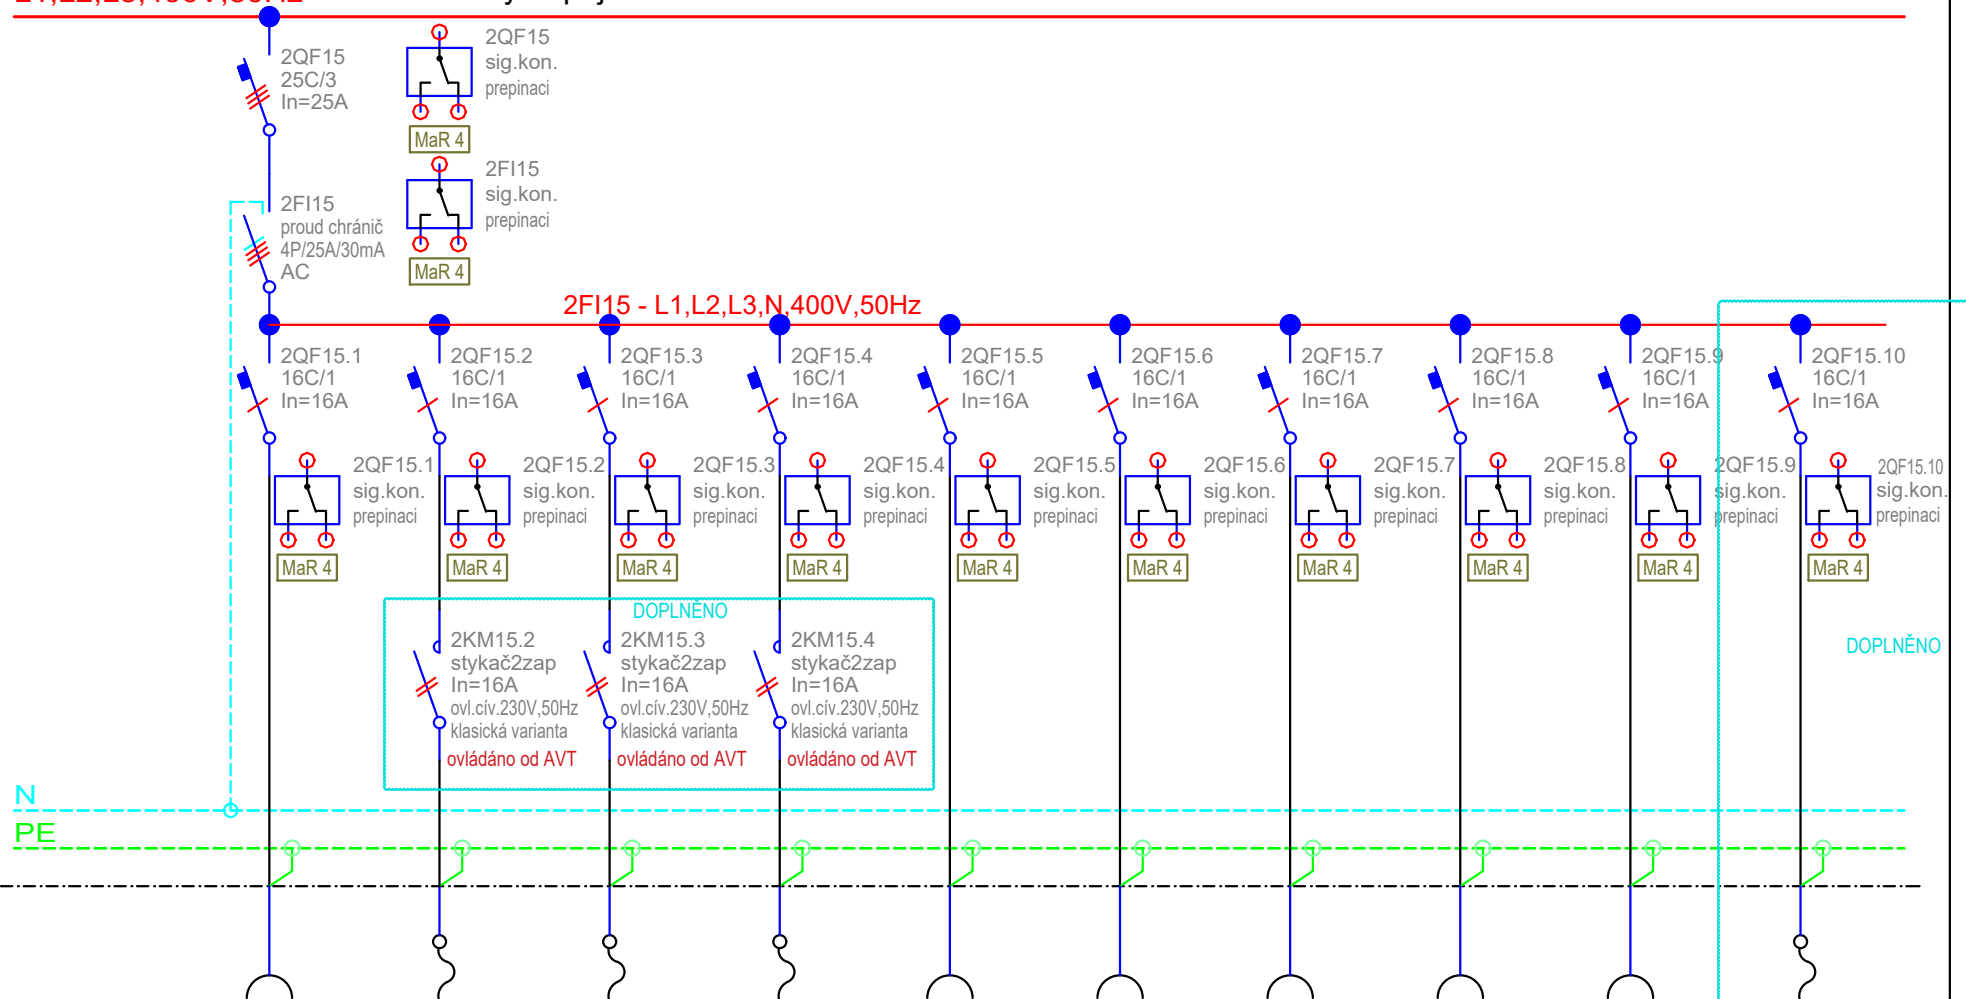 2QF15
25C/3
In=25A
2QF15
sig.kon.
prepinaci
MaR 4
2FI15
proud chránič
4P/25A/30mA
AC
2FI15
sig.kon.
prepinaci
MaR 4
2FI15 - L1,L2,L3,N,400V,50Hz
2QF15.1
16C/1
In=16A
2QF15.2
16C/1
In=16A
2QF15.3
16C/1
In=16A
2QF15.4
16C/1
In=16A
2QF15.5
16C/1
In=16A
2QF15.6
16C/1
In=16A
2QF15.7
16C/1
In=16A
2QF15.8
16C/1
In=16A
2QF15.9
16C/1
In=16A
2QF15.10
16C/1
In=16A
2QF15.1
sig.kon.
prepinaci
MaR 4
2QF15.2
sig.kon.
prepinaci
MaR 4
2QF15.3
sig.kon.
prepinaci
MaR 4
2QF15.4
sig.kon.
prepinaci
MaR 4
2QF15.5
sig.kon.
prepinaci
MaR 4
2QF15.6
sig.kon.
prepinaci
MaR 4
2QF15.7
sig.kon.
prepinaci
MaR 4
2QF15.8
sig.kon.
prepinaci
MaR 4
2QF15.9
sig.kon.
prepinaci
MaR 4
2QF15.10
sig.kon.
prepinaci
MaR 4
DOPLNĚNO
2KM15.2
stykač2zap
In=16A
ovl.cív.230V,50Hz
klasická varianta
ovládáno od AVT
2KM15.3
stykač2zap
In=16A
ovl.cív.230V,50Hz
klasická varianta
ovládáno od AVT
2KM15.4
stykač2zap
In=16A
ovl.cív.230V,50Hz
klasická varianta
ovládáno od AVT
DOPLNĚNO
N
PE